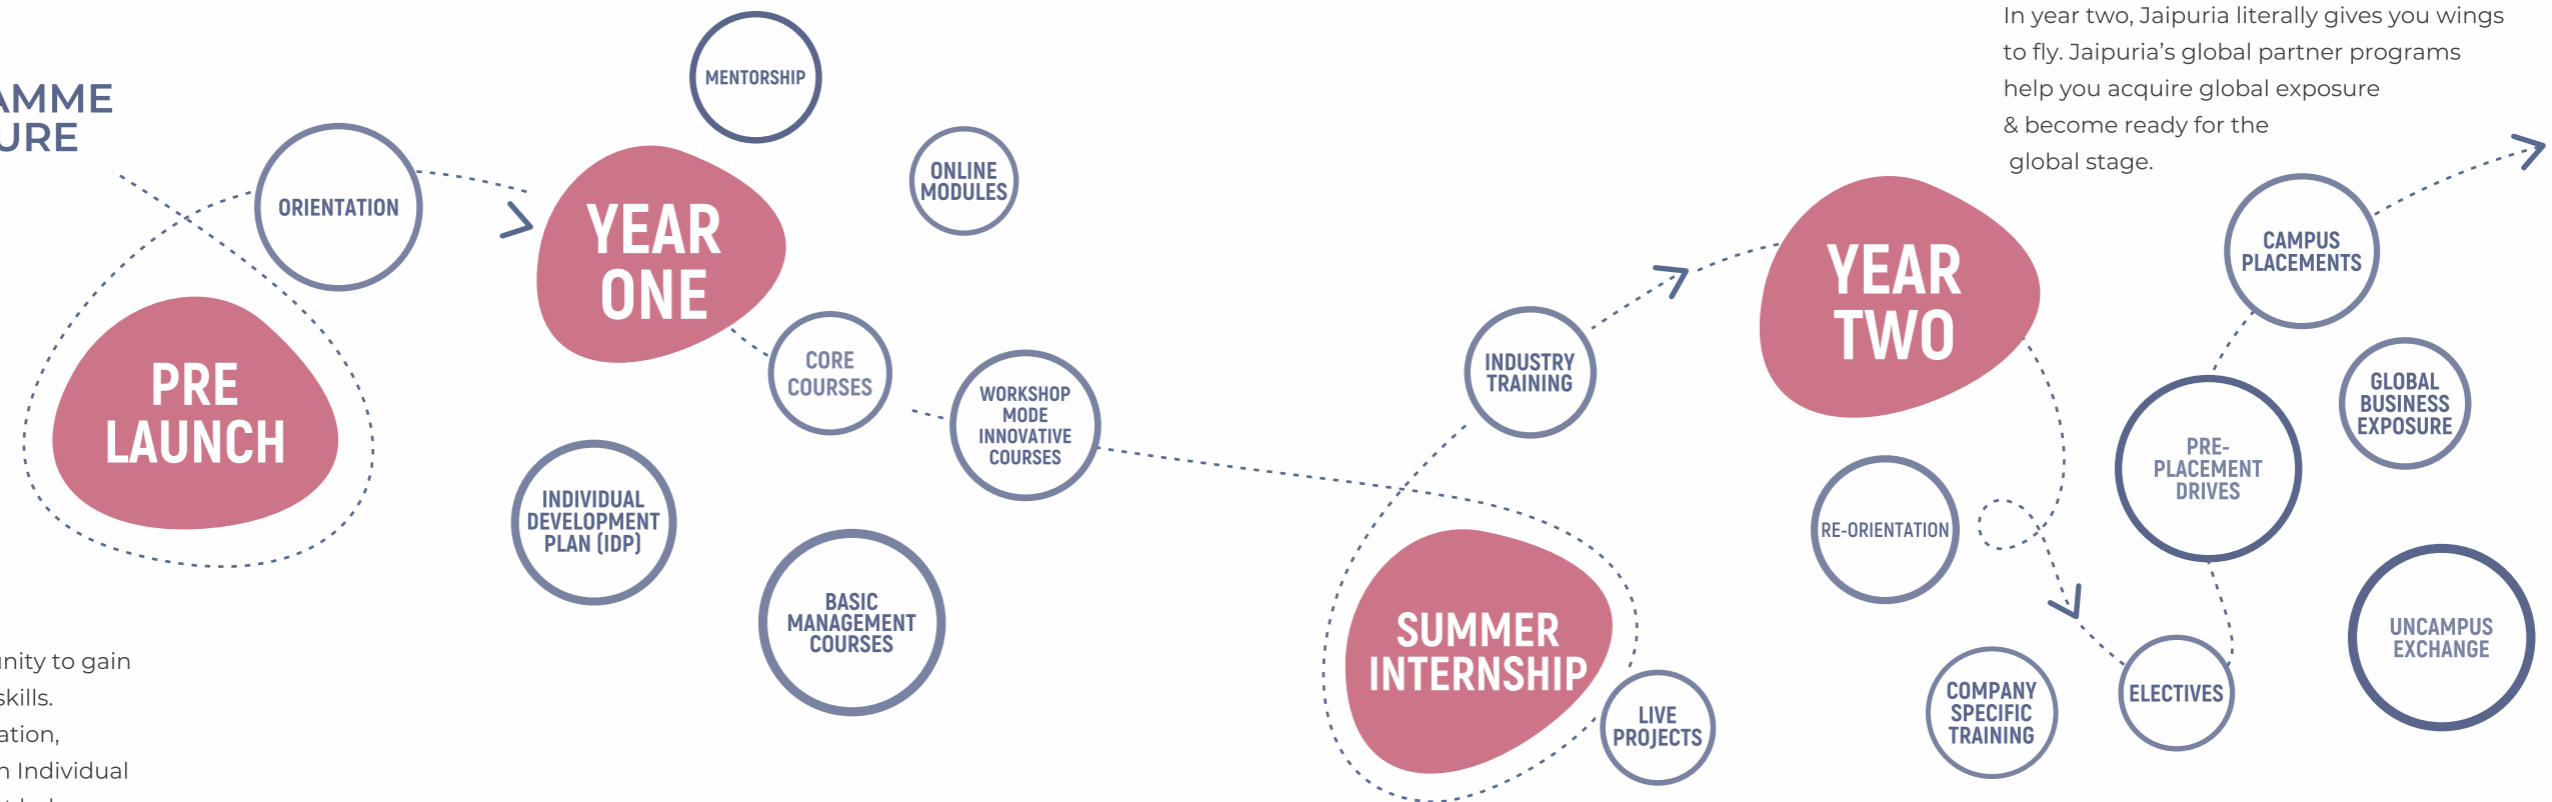 AMME
URE
PRE
LAUNCH
ORIENTATION
YEAR
ONE
MENTORSHIP
ONLINE
MODULES
CORE
COURSES
WORKSHOP
MODE
INNOVATIVE
COURSES
INDIVIDUAL
DEVELOPMENT
PLAN (IDP)
BASIC
MANAGEMENT
COURSES
nity to gain
skills.
ation,
n Individual
SUMMER
INTERNSHIP
LIVE
PROJECTS
INDUSTRY
TRAINING
YEAR
TWO
In year two, Jaipuria literally gives you wings
to fly. Jaipuria’s global partner programs
help you acquire global exposure
& become ready for the
global stage.
RE-ORIENTATION
COMPANY
SPECIFIC
TRAINING
ELECTIVES
PRE-
PLACEMENT
DRIVES
CAMPUS
PLACEMENTS
GLOBAL
BUSINESS
EXPOSURE
UNCAMPUS
EXCHANGE